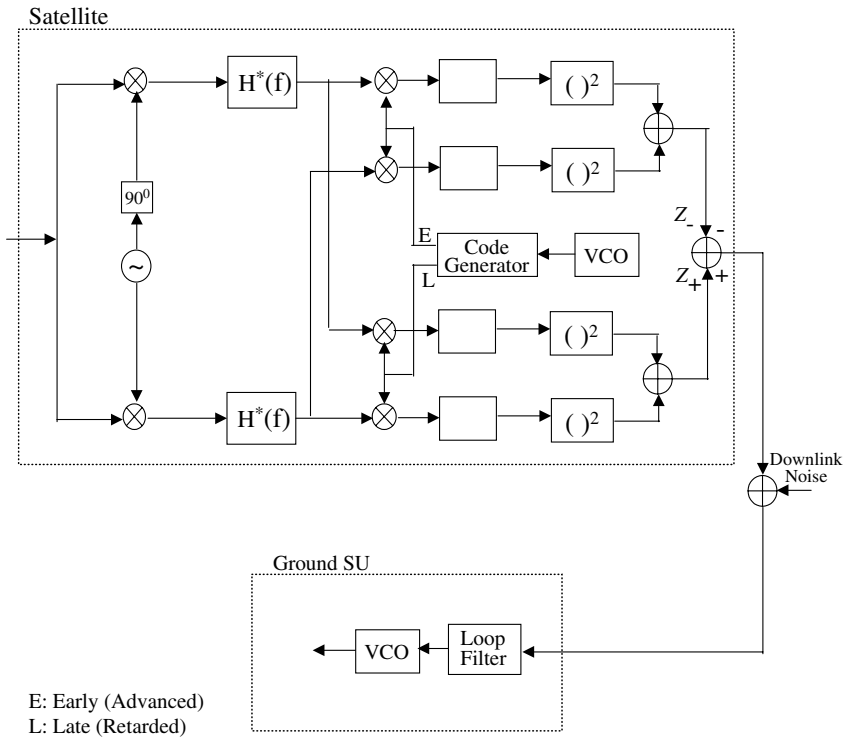 Satellite
H*(f)
( )²
( )²
90⁰
~
E
L
Code
Generator
VCO
Z-
-
Z+
+
( )²
H*(f)
( )²
Downlink
Noise
Ground SU
VCO
Loop
Filter
E: Early (Advanced)
L: Late (Retarded)